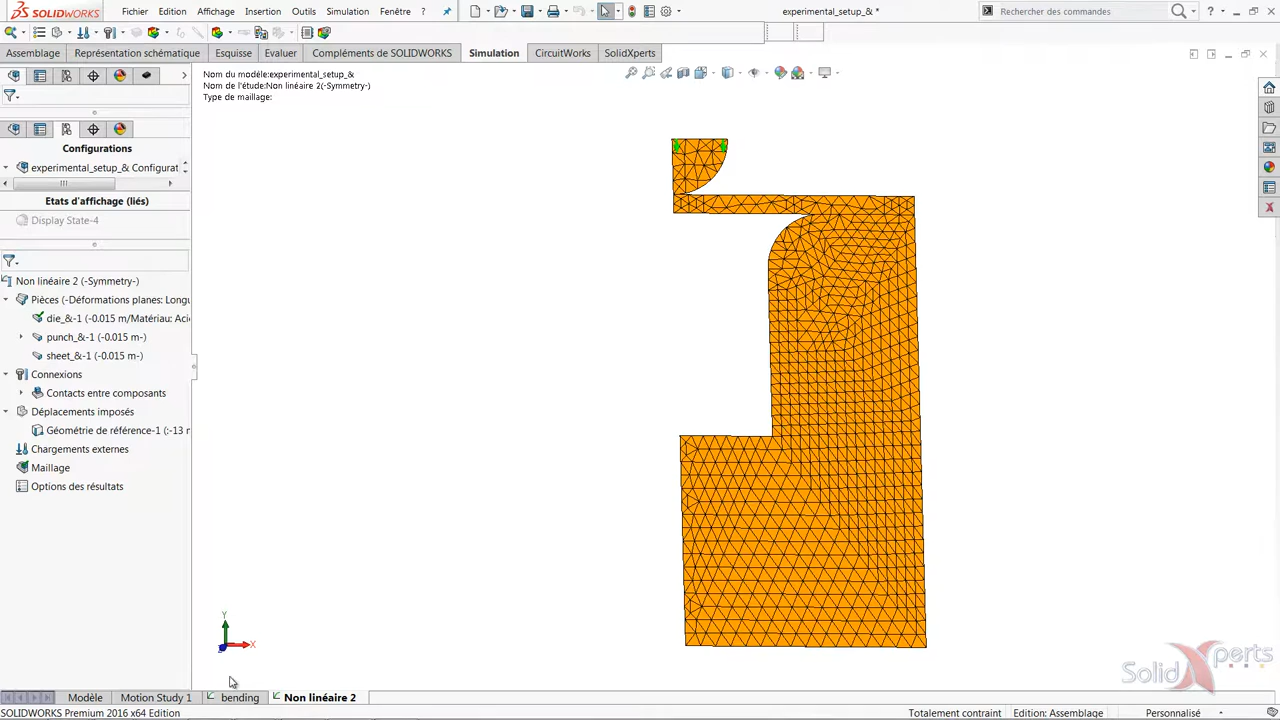 SOLIDWORKS
Fichier Edition Affichage Insertion Outils Simulation Fenêtre ? experimental_setup_& * Rechercher des commandes ?
Assemblage Représentation schématique Esquisse Evaluer Compléments de SOLIDWORKS Simulation CircuitWorks SolidXperts
Nom du modèle:experimental_setup_&
Nom de l'étude:Non linéaire 2(-Symmetry-)
Type de maillage:
Configurations
experimental_setup_& Configurat
Etats d'affichage (liés)
Display State-4
Non linéaire 2 (-Symmetry-)
Pièces (-Déformations planes: Longu
die_&-1 (-0.015 m/Matériau: Acie
punch_&-1 (-0.015 m-)
sheet_&-1 (-0.015 m-)
Connexions
Contacts entre composants
Déplacements imposés
Géometrie de référence-1 (:-13 m
Chargements externes
Maillage
Options des résultats
Y
X
Z
SolidXperts
Modèle Motion Study 1 bending Non linéaire 2
SOLIDWORKS Premium 2016 x64 Edition Totalement contraint Edition: Assemblage Personnalisé